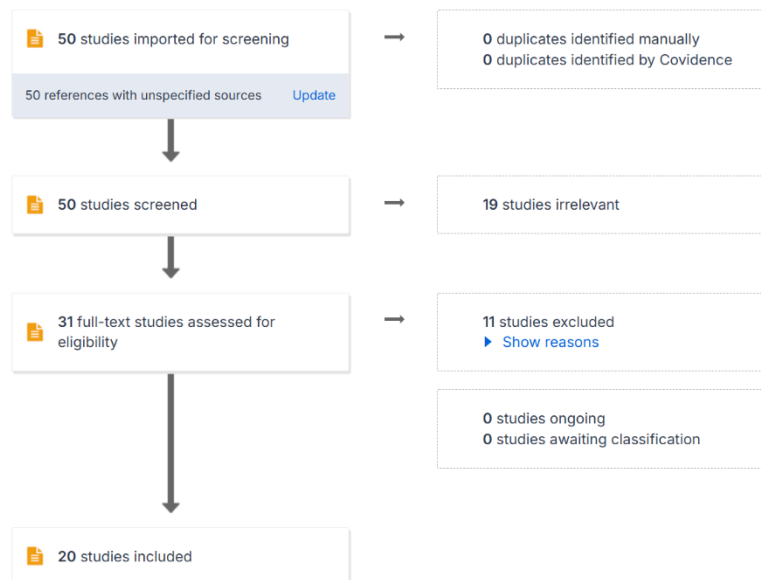 50 studies imported for screening
0 duplicates identified manually
0 duplicates identified by Covidence
50 references with unspecified sources Update
50 studies screened
19 studies irrelevant
31 full-text studies assessed for
eligibility
11 studies excluded
Show reasons
0 studies ongoing
0 studies awaiting classification
20 studies included